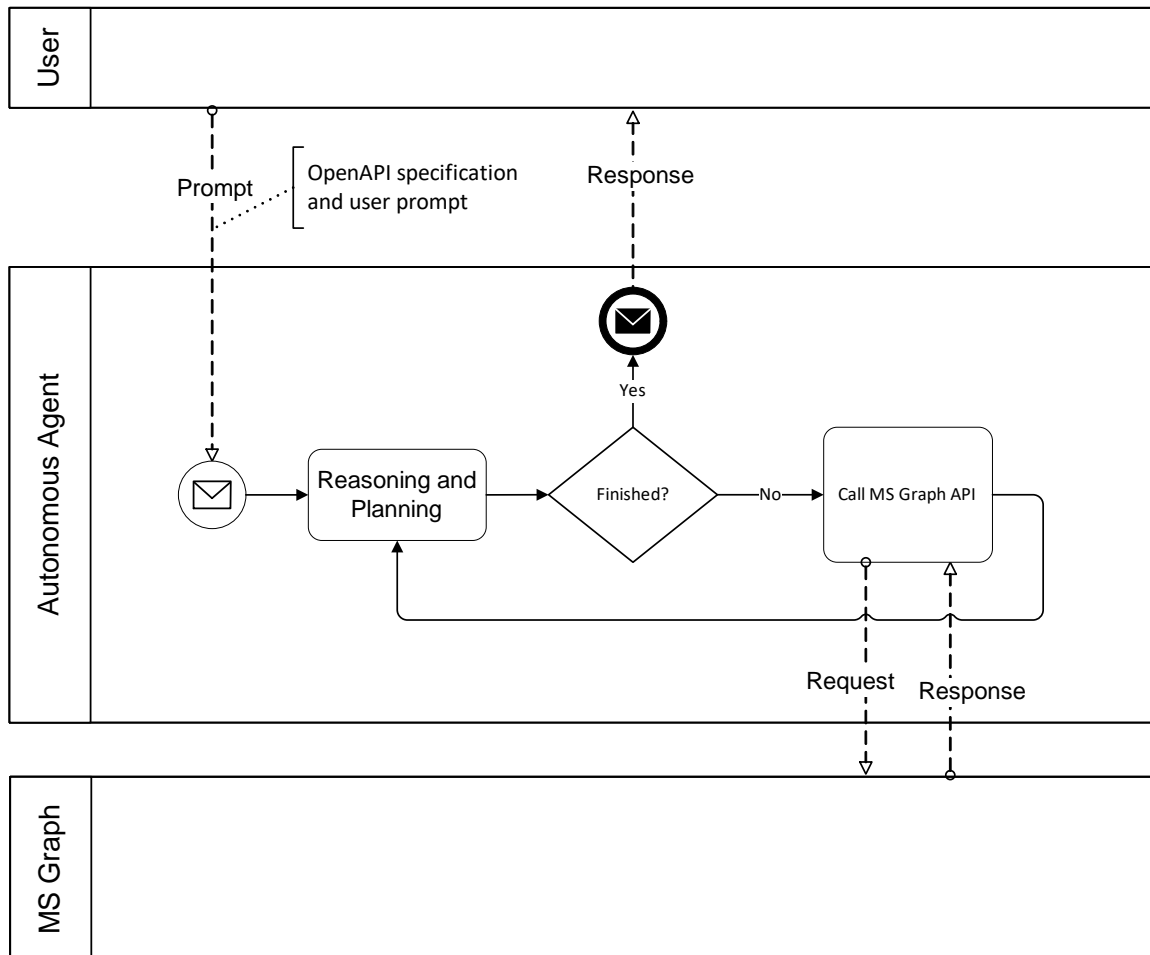 User
Prompt
OpenAPI specification
and user prompt
Response
Autonomous Agent
Yes
Reasoning and
Planning
Finished?
No
Call MS Graph API
Request
Response
MS Graph